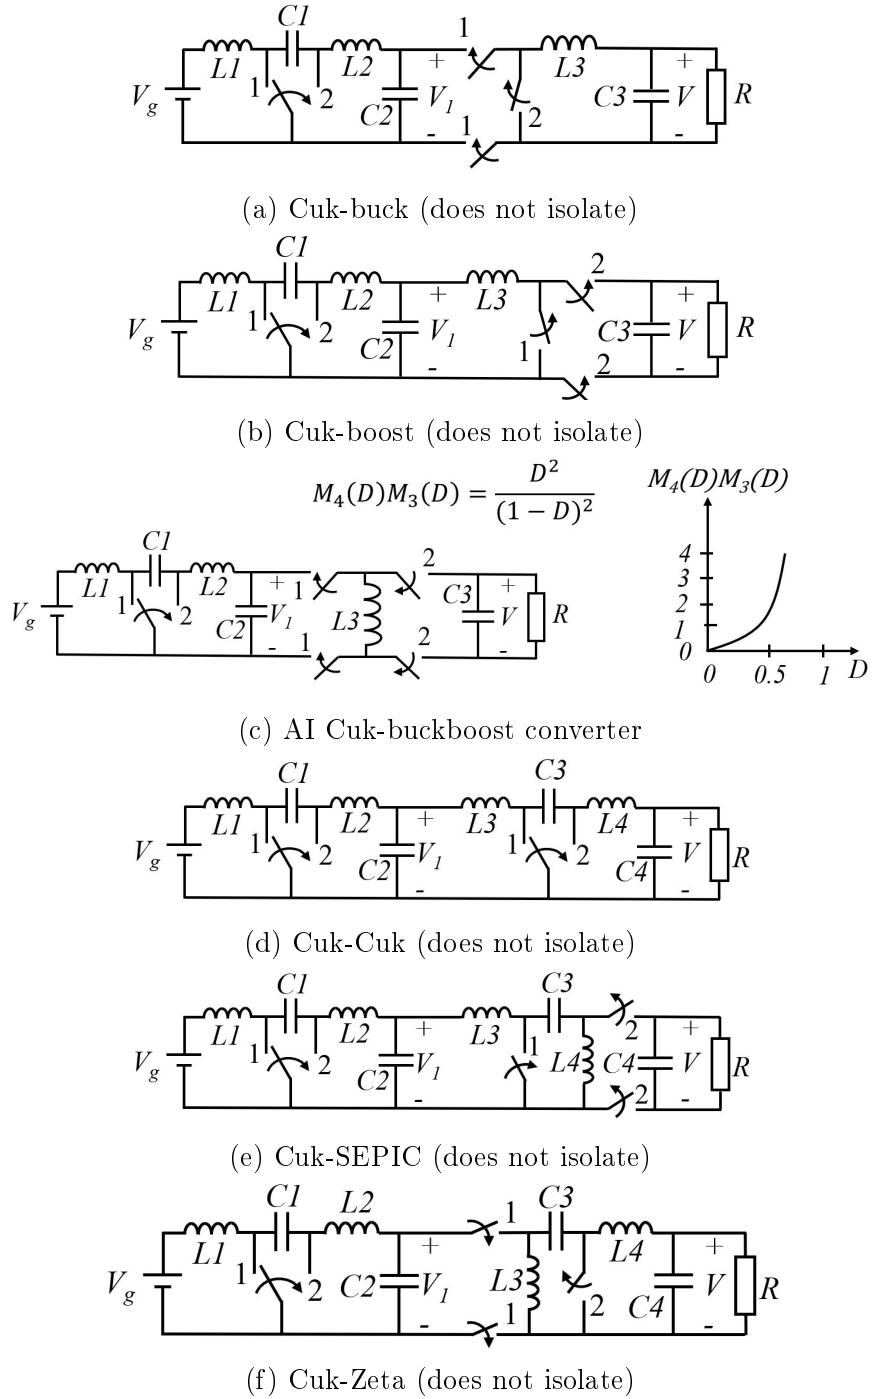 C1
L1 L2 1 L3
V_g 1 2 C2 + V_1 - 2 C3 + V - R
1
(a) Cuk-buck (does not isolate)
C1 2
L1 L2 L3
V_g 1 2 C2 + V_1 - 1 C3 + V - R
2
(b) Cuk-boost (does not isolate)
M_4(D)M_3(D) = D^2 / (1 − D)^2
M_4(D)M_3(D)
4
3
2
1
0
0 0.5 1 D
C1 2
L1 L2 1
V_g 1 2 C2 + V_1 - L3 C3 + V - R
1 2
(c) AI Cuk-buckboost converter
C1 C3
L1 L2 L3 L4
V_g 1 2 C2 + V_1 - 1 2 C4 + V - R
(d) Cuk-Cuk (does not isolate)
C1 C3
L1 L2 L3 2
V_g 1 2 C2 + V_1 - 1 L4 C4 + V - R
2
(e) Cuk-SEPIC (does not isolate)
C1 L2 1 C3
L1 L4
V_g 1 2 C2 + V_1 - L3 2 C4 + V - R
1
(f) Cuk-Zeta (does not isolate)